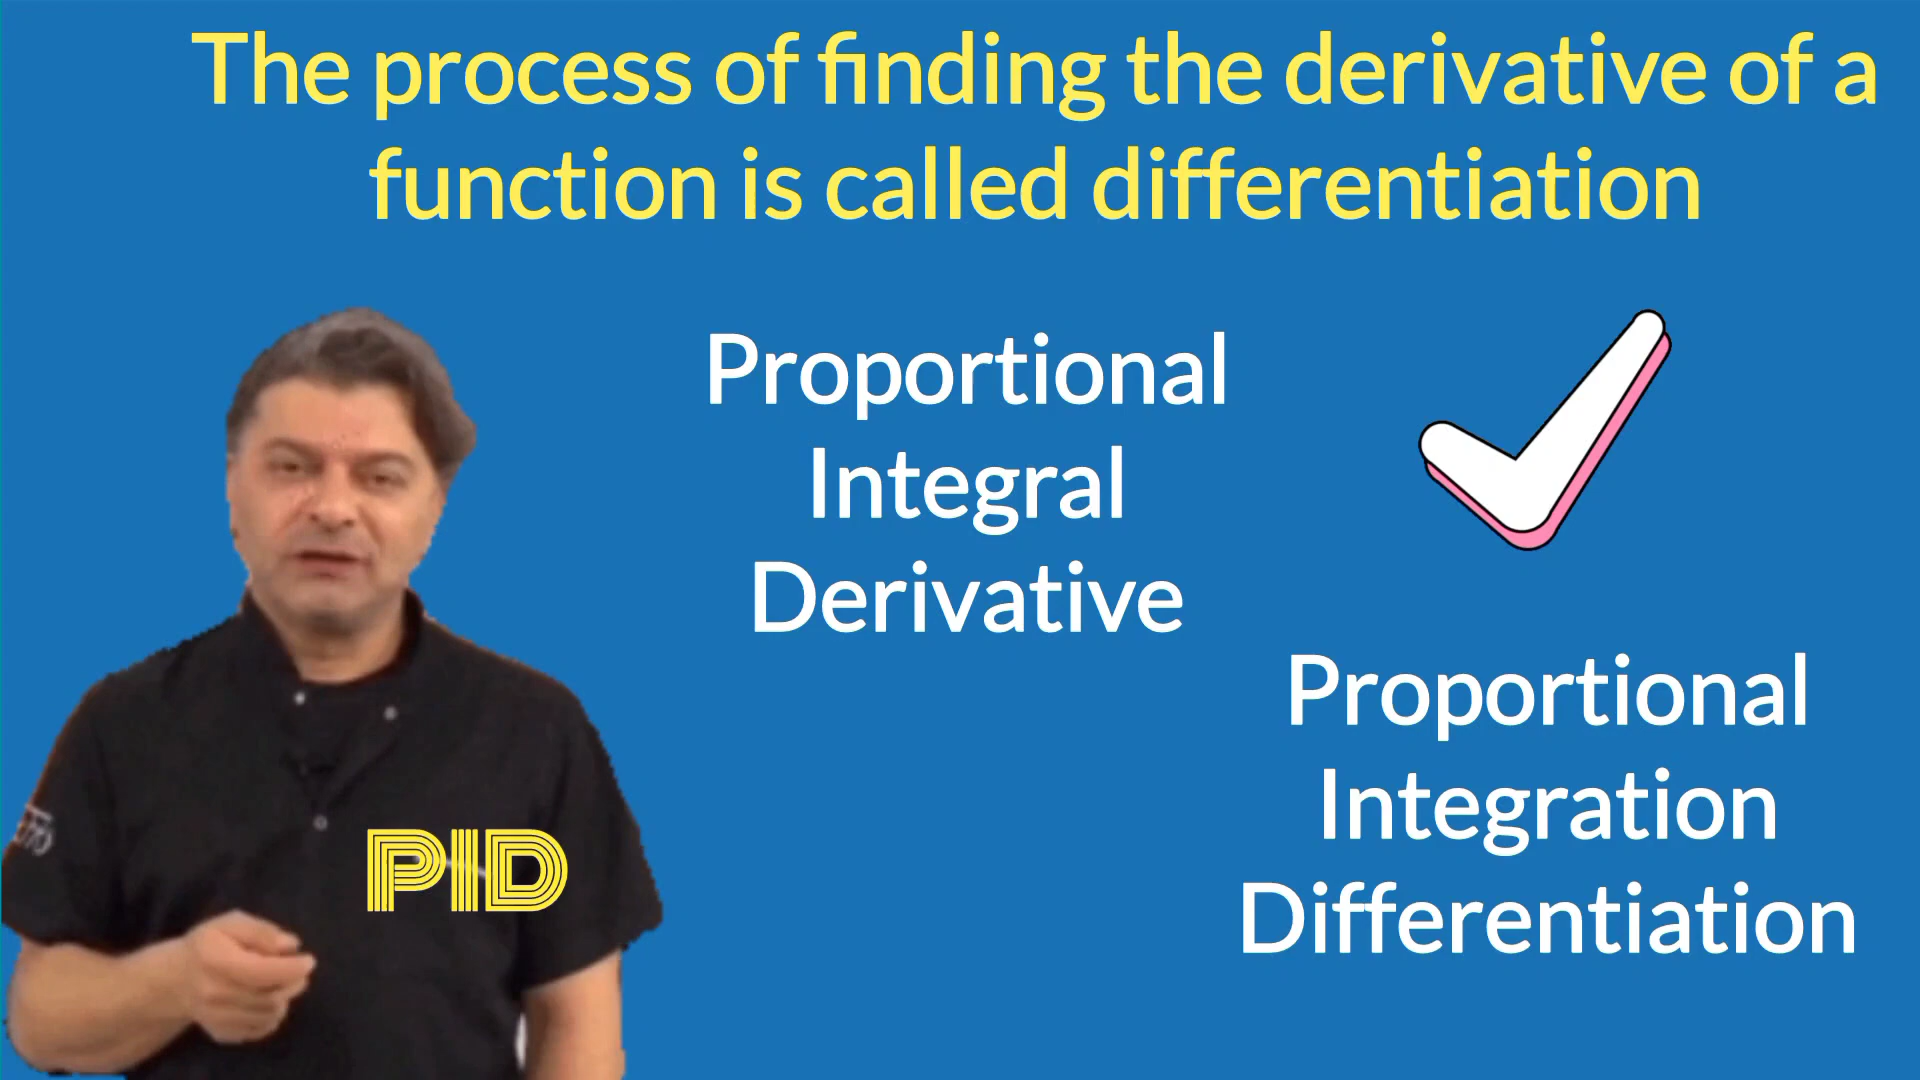 The process of finding the derivative of a
function is called differentiation
Proportional
Integral
Derivative
Proportional
Integration
Differentiation
PID